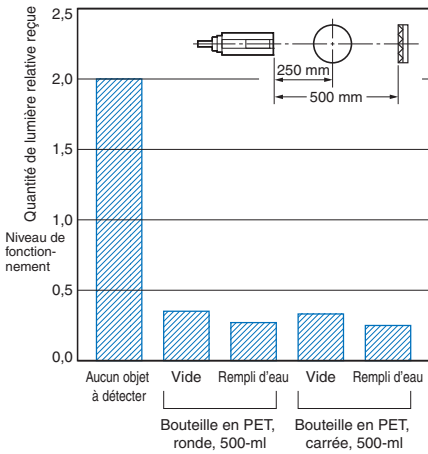 Quantité de lumière relative reçue
2,5
2,0
1,5
1,0
Niveau de
fonction-
nement
0,5
0,0
250 mm
500 mm
Aucun objet
à détecter
Vide
Rempli d'eau
Vide
Rempli d'eau
Bouteille en PET,
ronde, 500-ml
Bouteille en PET,
carrée, 500-ml